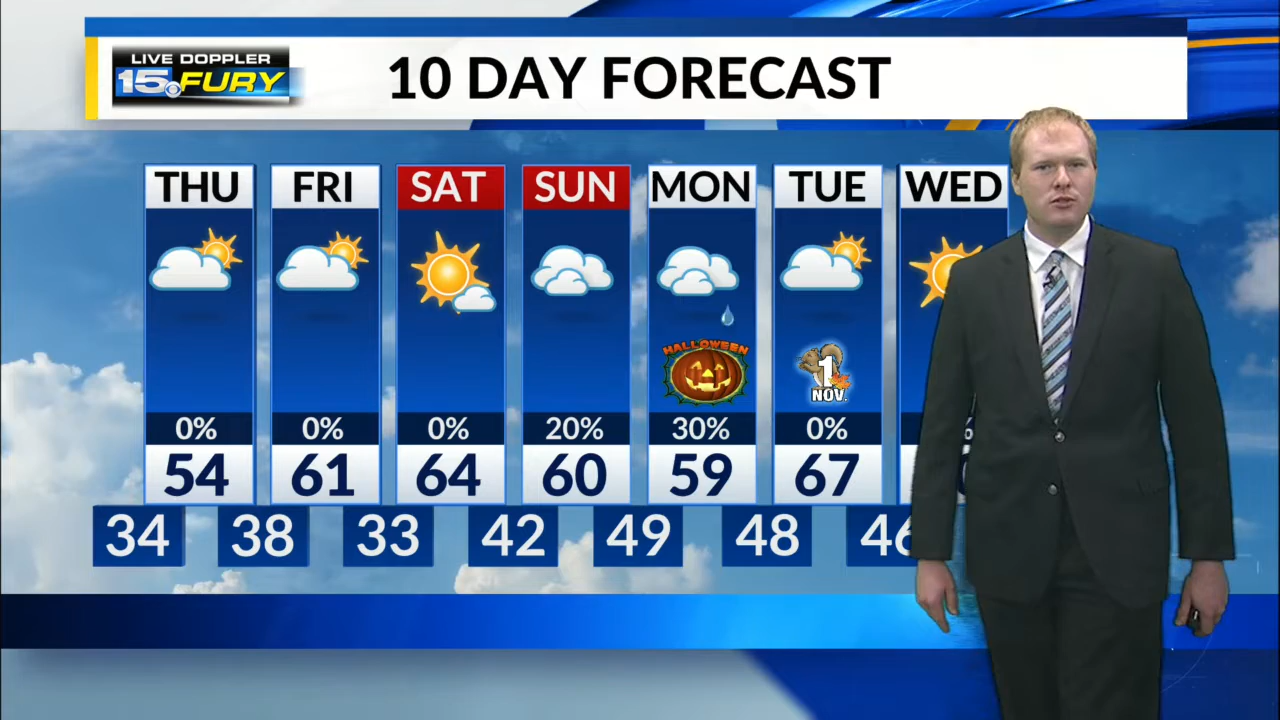 LIVE DOPPLER
15 FURY
10 DAY FORECAST
THU FRI SAT SUN MON TUE WED
HALLOWEEN
1
NOV.
0% 0% 0% 20% 30% 0%
54 61 64 60 59 67
34 38 33 42 49 48 46